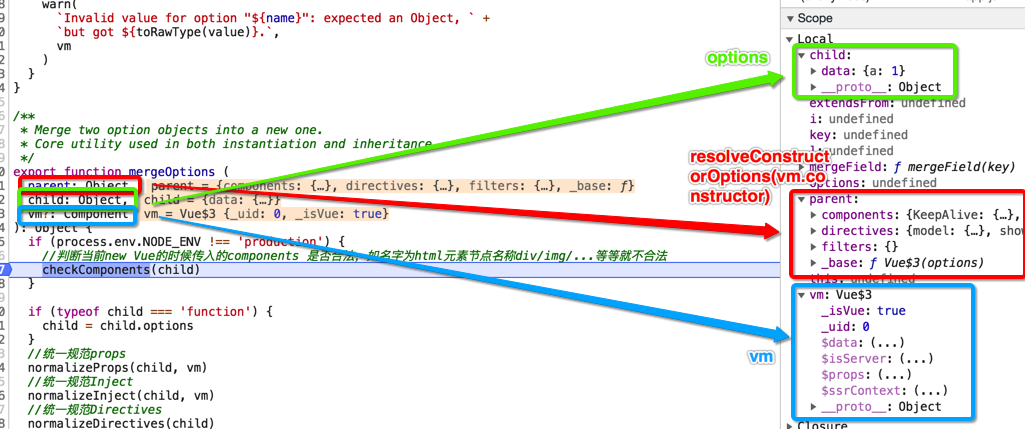 warn(
`Invalid value for option "${name}": expected an Object, ` +
`but got ${toRawType(value)}.`,
vm
)
}
}
/**
* Merge two option objects into a new one.
* Core utility used in both instantiation and inheritance.
*/
export function mergeOptions (
parent: Object, parent = {components: {…}, directives: {…}, filters: {…}, _base: ƒ}
child: Object, child = {data: {…}}
vm?: Component vm = Vue$3 {_uid: 0, _isVue: true}
): Object {
if (process.env.NODE_ENV !== 'production') {
//判断当前new Vue的时候传入的components 是否合法，如名字为html元素节点名称div/img/...等等就不合法
checkComponents(child)
}
if (typeof child === 'function') {
child = child.options
}
//统一规范props
normalizeProps(child, vm)
//统一规范Inject
normalizeInject(child, vm)
//统一规范Directives
normalizeDirectives(child)
options
resolveConstruct
orOptions(vm.co
nstructor)
vm
Scope
Local
child:
data: {a: 1}
__proto__: Object
extendsFrom: undefined
i: undefined
key: undefined
l: undefined
mergeField: ƒ mergeField(key)
options: undefined
parent:
components: {KeepAlive: {…},
directives: {model: {…}, show
filters: {}
_base: ƒ Vue$3(options)
this: undefined
vm: Vue$3
_isVue: true
_uid: 0
$data: (...)
$isServer: (...)
$props: (...)
$ssrContext: (...)
__proto__: Object
Closure